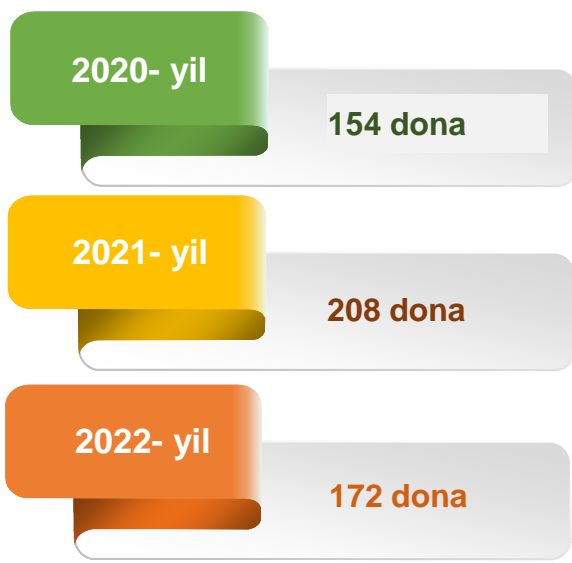 2020- yil
154 dona
2021- yil
208 dona
2022- yil
172 dona